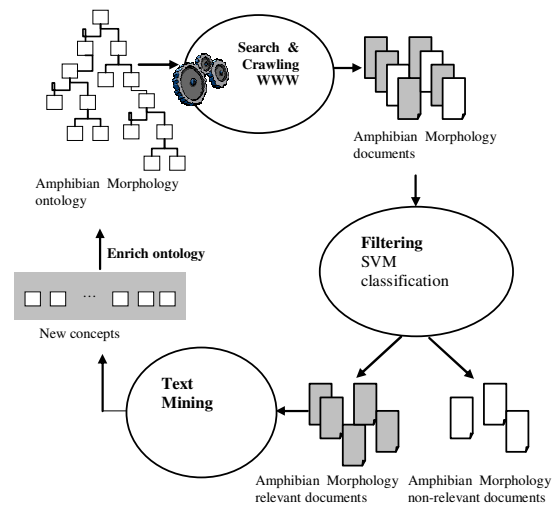 Search &
Crawling
WWW
Amphibian Morphology
documents
Amphibian Morphology
ontology
Filtering
SVM
classification
Enrich ontology
...
New concepts
Text
Mining
Amphibian Morphology
relevant documents
Amphibian Morphology
non-relevant documents